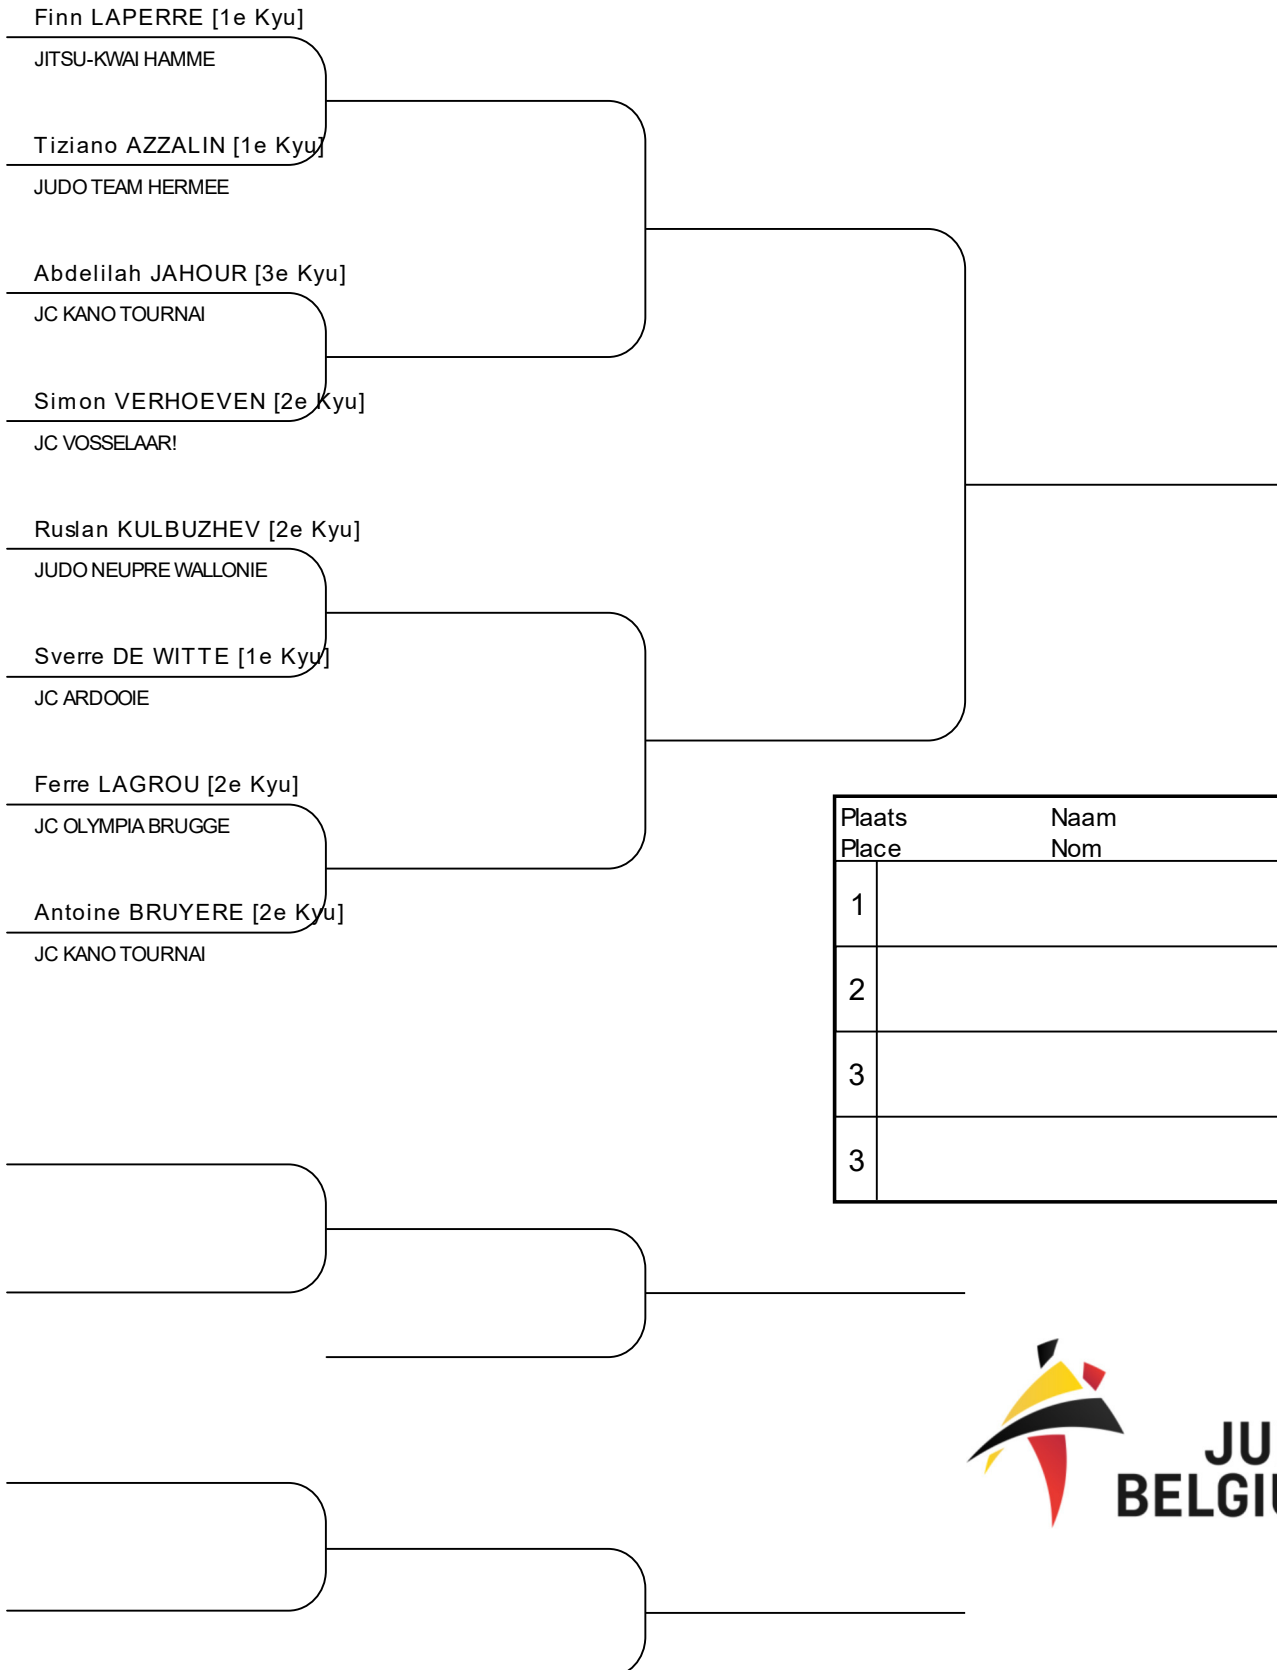 Finn LAPERRE [1e Kyu]
JITSU-KWAI HAMME
Tiziano AZZALIN [1e Kyu]
JUDO TEAM HERMEE
Abdelilah JAHOUR [3e Kyu]
JC KANO TOURNAI
Simon VERHOEVEN [2e Kyu]
JC VOSSELAAR!
Ruslan KULBUZHEV [2e Kyu]
JUDO NEUPRE WALLONIE
Sverre DE WITTE [1e Kyu]
JC ARDOOIE
Ferre LAGROU [2e Kyu]
JC OLYMPIA BRUGGE
Antoine BRUYERE [2e Kyu]
JC KANO TOURNAI
Plaats Naam
Place Nom
1
2
3
3
JU
BELGIU